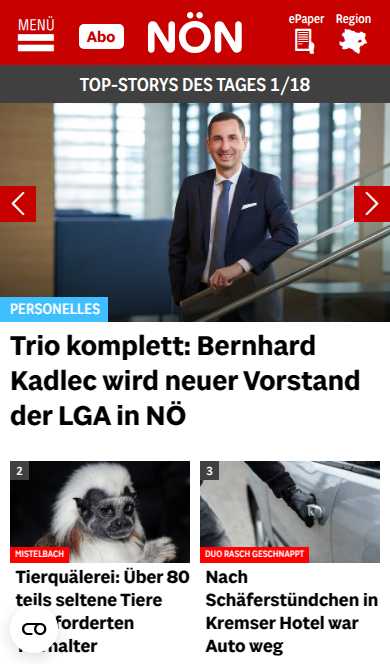 MENÜ
Abo
NÖN
ePaper
Region
TOP-STORYS DES TAGES 1/18
PERSONELLES
Trio komplett: Bernhard
Kadlec wird neuer Vorstand
der LGA in NÖ
2
MISTELBACH
Tierquälerei: Über 80
teils seltene Tiere
forderten
halter
3
DUO RASCH GESCHNAPPT
Nach
Schäferstündchen in
Kremser Hotel war
Auto weg